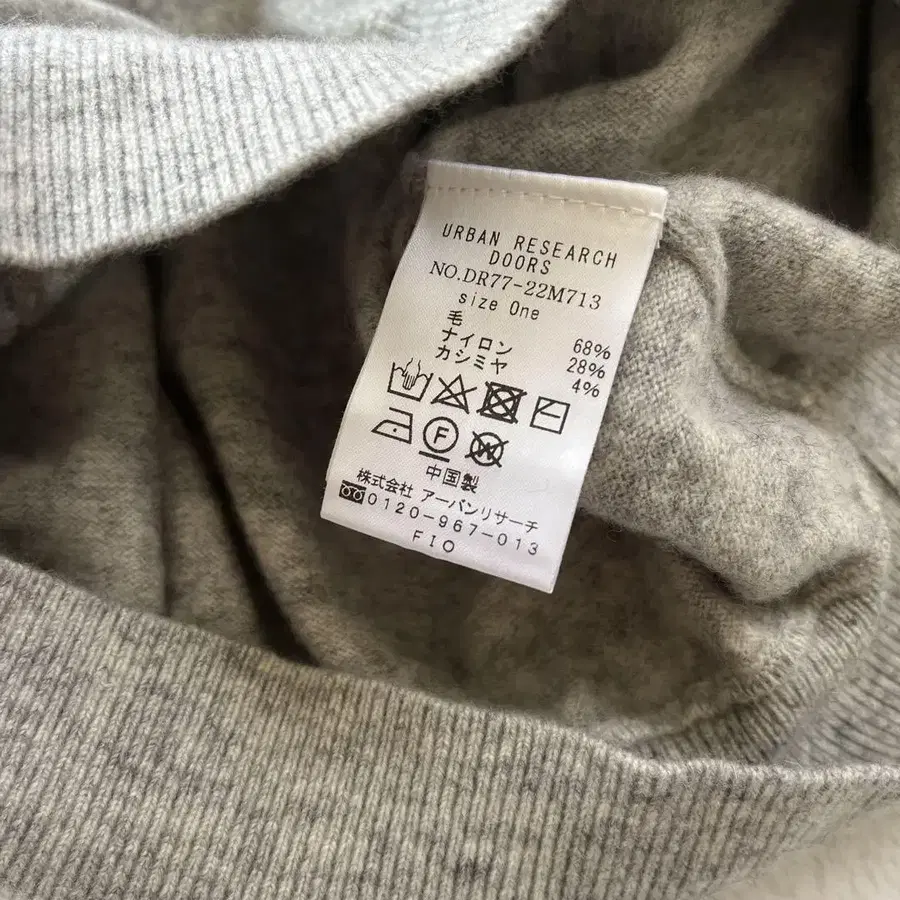 URBAN RESEARCH
DOORS
NO.DR77-22M713
size One
毛 68%
ナイロン 28%
カシミヤ 4%
F
W
中国製
株式会社 アーバンリサーチ
0120-967-013
FIO